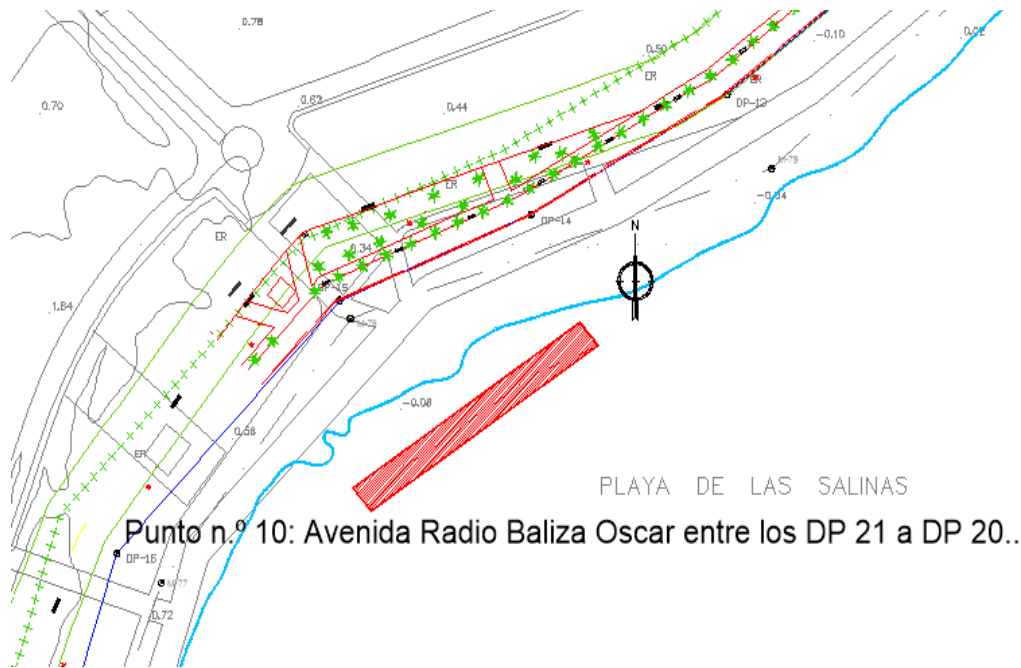 0.78
-0.10
0.02
0.50
ER
ER
0.70
0.62
0.44
DP-12
M-79
ER
-0.04
DP-14
ER
N
0.34
DP-15
1.84
M-78
-0.08
0.58
ER
PLAYA DE LAS SALINAS
Punto n.º 10: Avenida Radio Baliza Oscar entre los DP 21 a DP 20..
DP-16
M-77
0.72